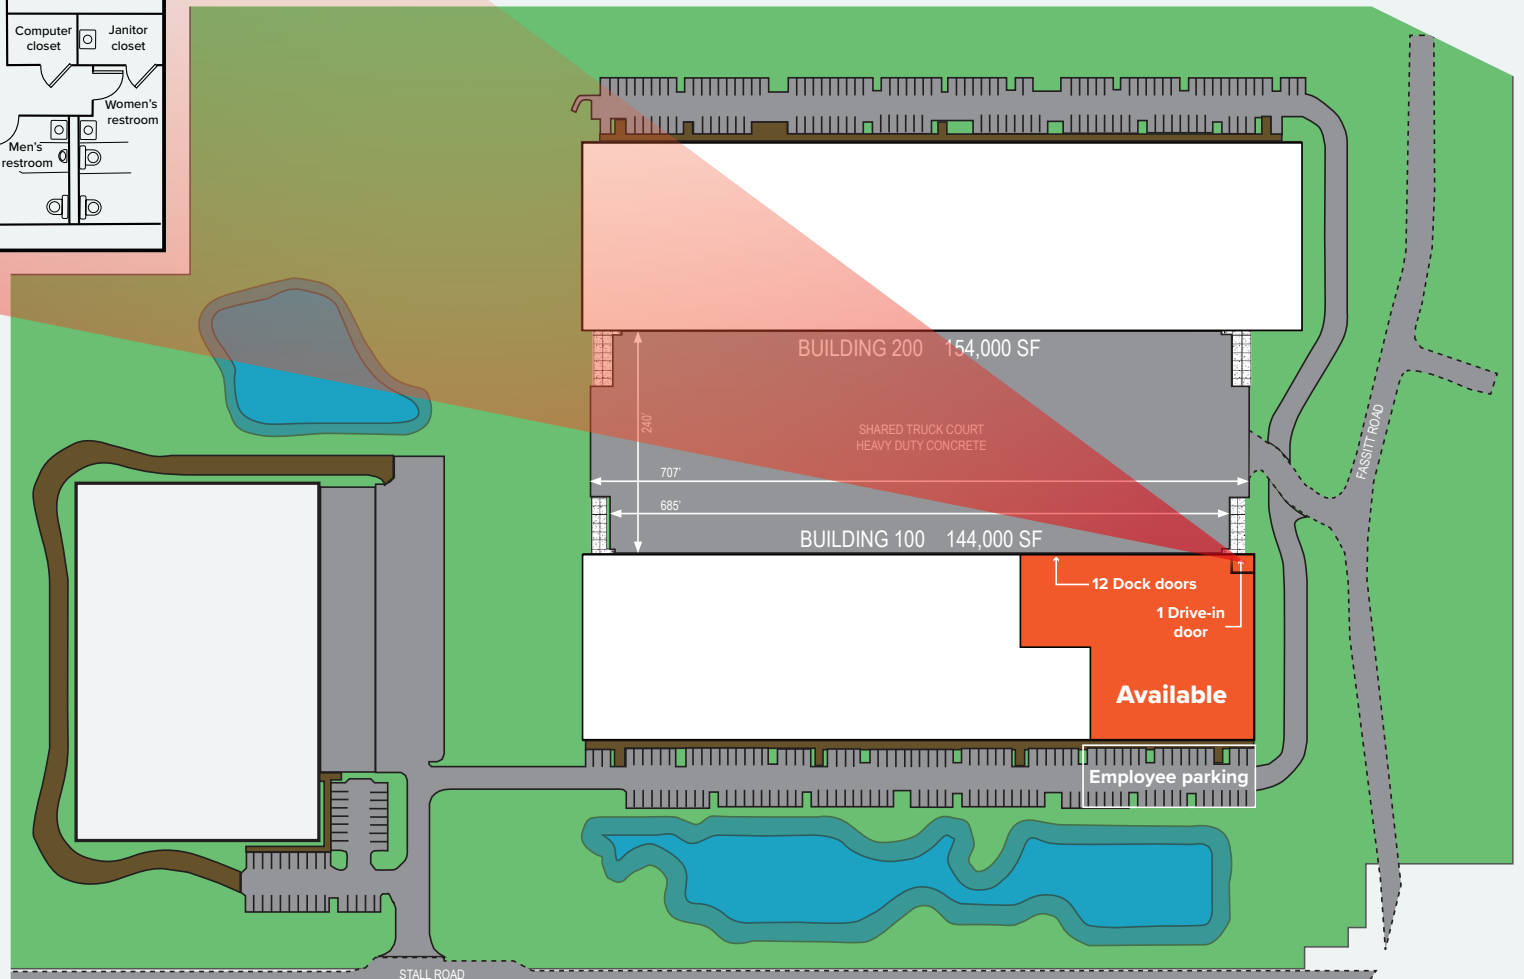 Computer
closet
Janitor
closet
Women's
restroom
Men's
restroom
BUILDING 200 154,000 SF
240'
SHARED TRUCK COURT
HEAVY DUTY CONCRETE
707'
685'
BUILDING 100 144,000 SF
12 Dock doors
1 Drive-in
door
Available
Employee parking
FASSITT ROAD
STALL ROAD